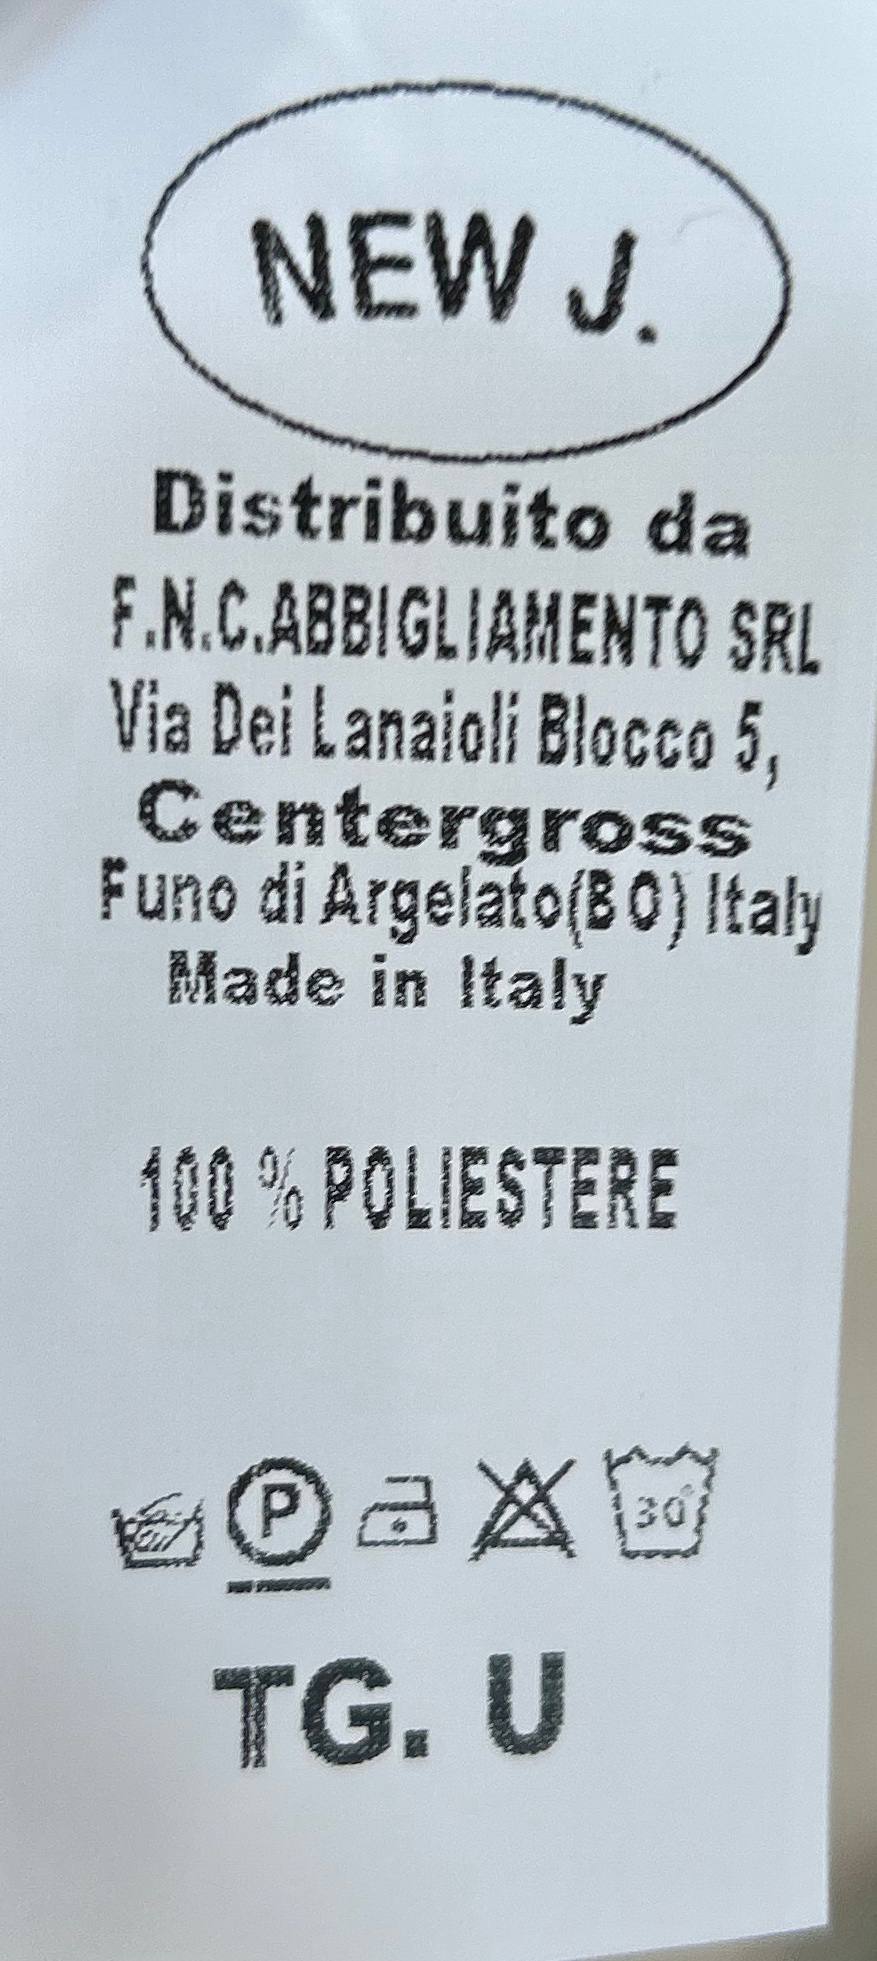 NEW J.
Distribuito da
F.N.C.ABBIGLIAMENTO SRL
Via Dei Lanaioli Blocco 5,
Centergross
Funo di Argelato(BO) Italy
Made in Italy
100 % POLIESTERE
P
30°
TG. U